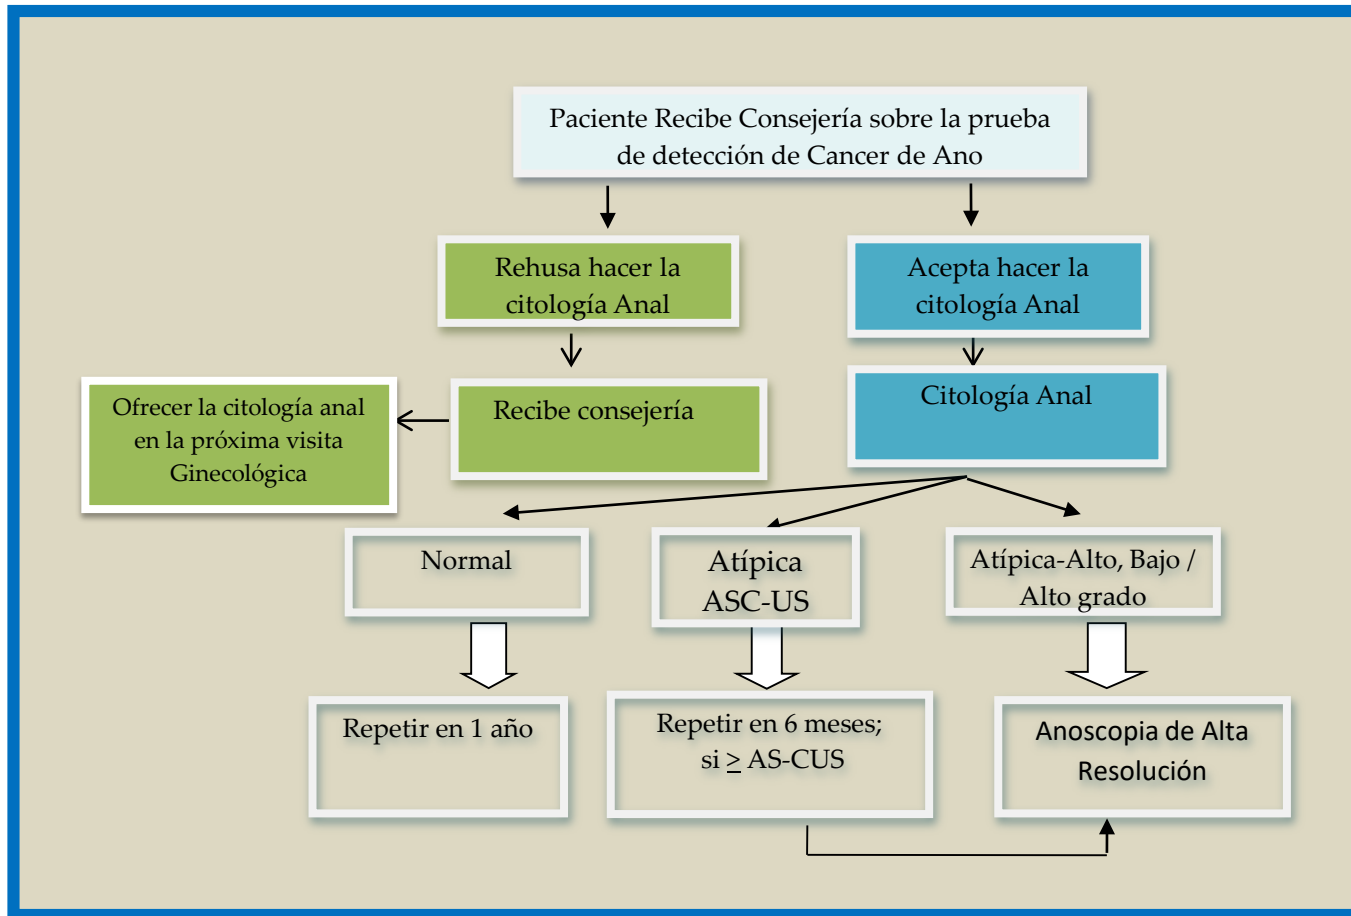 Paciente Recibe Consejería sobre la prueba
de detección de Cancer de Ano
Rehusa hacer la
citología Anal
Acepta hacer la
citología Anal
Ofrecer la citología anal
en la próxima visita
Ginecológica
Recibe consejería
Citología Anal
Normal
Atípica
ASC-US
Atípica-Alto, Bajo /
Alto grado
Repetir en 1 año
Repetir en 6 meses;
si ≥ AS-CUS
Anoscopia de Alta
Resolución